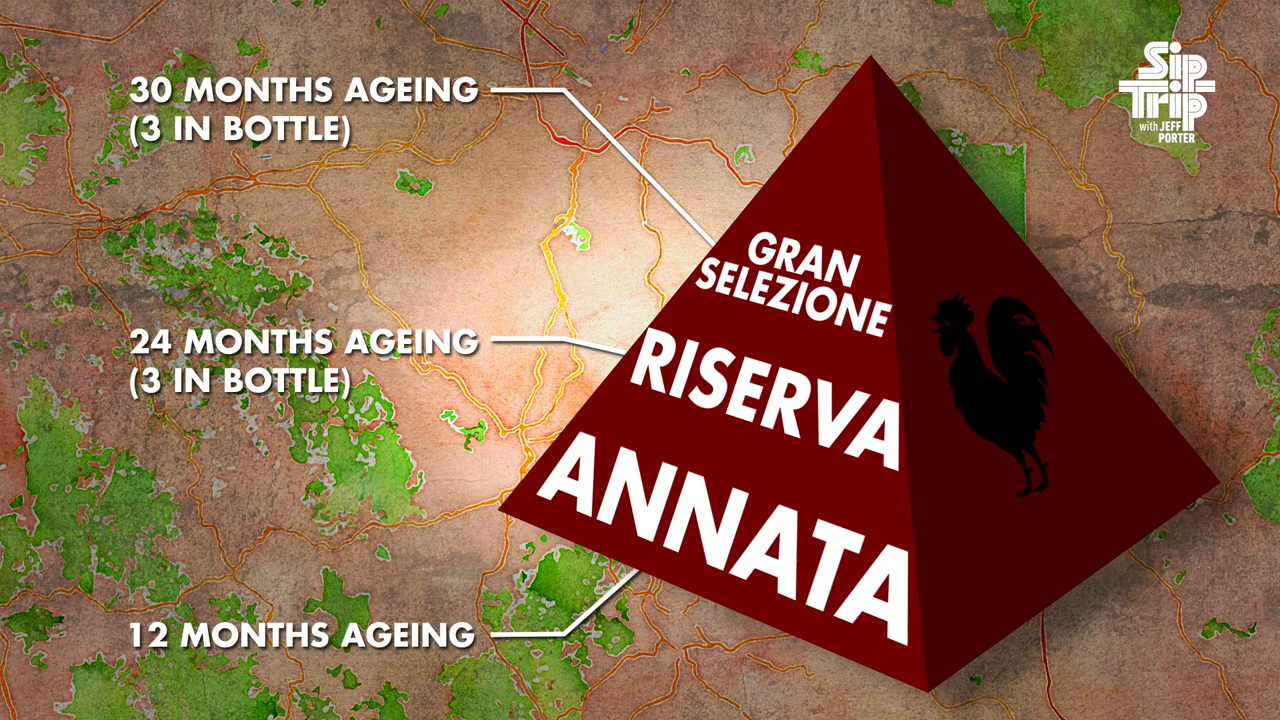 30 MONTHS AGEING
(3 IN BOTTLE)
Sip
Trip
with JEFF
PORTER
GRAN
SELEZIONE
24 MONTHS AGEING
(3 IN BOTTLE)
RISERVA
ANNATA
12 MONTHS AGEING